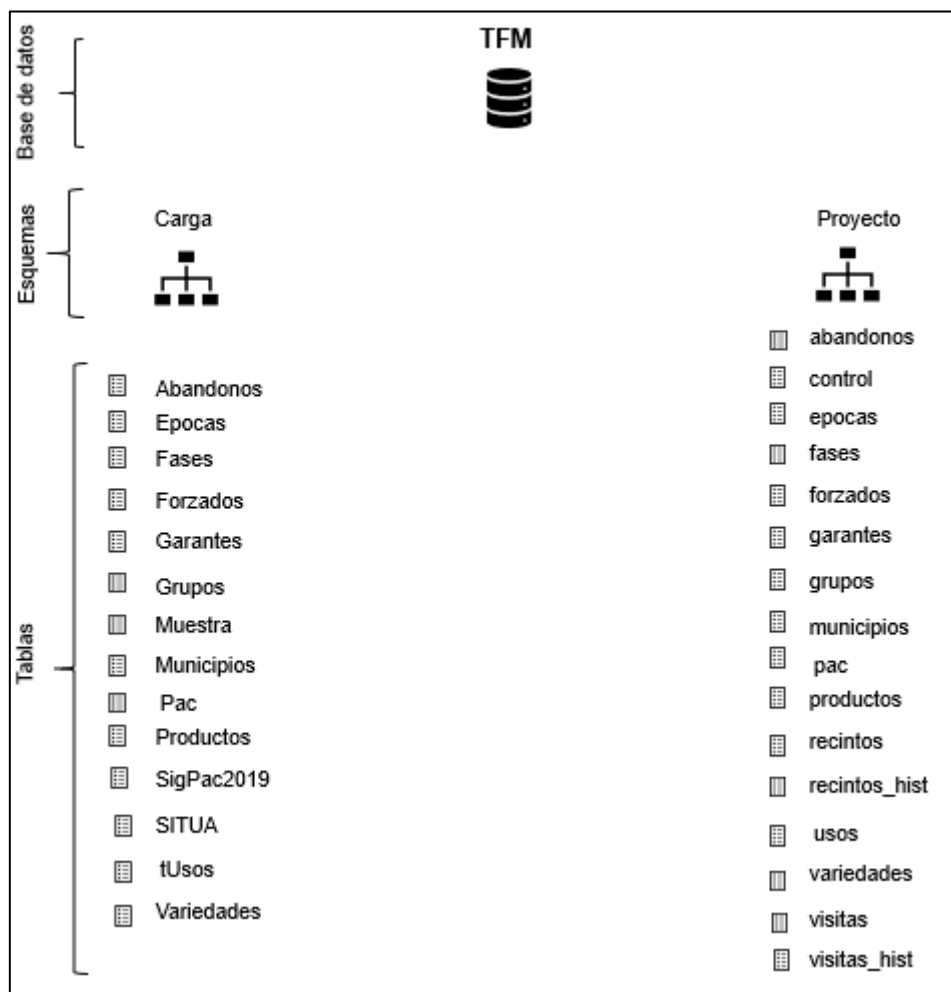 Base de datos
TFM
Esquemas
Carga
Proyecto
Tablas
Abandonos
Epocas
Fases
Forzados
Garantes
Grupos
Muestra
Municipios
Pac
Productos
SigPac2019
SITUA
tUsos
Variedades
abandonos
control
epocas
fases
forzados
garantes
grupos
municipios
pac
productos
recintos
recintos_hist
usos
variedades
visitas
visitas_hist